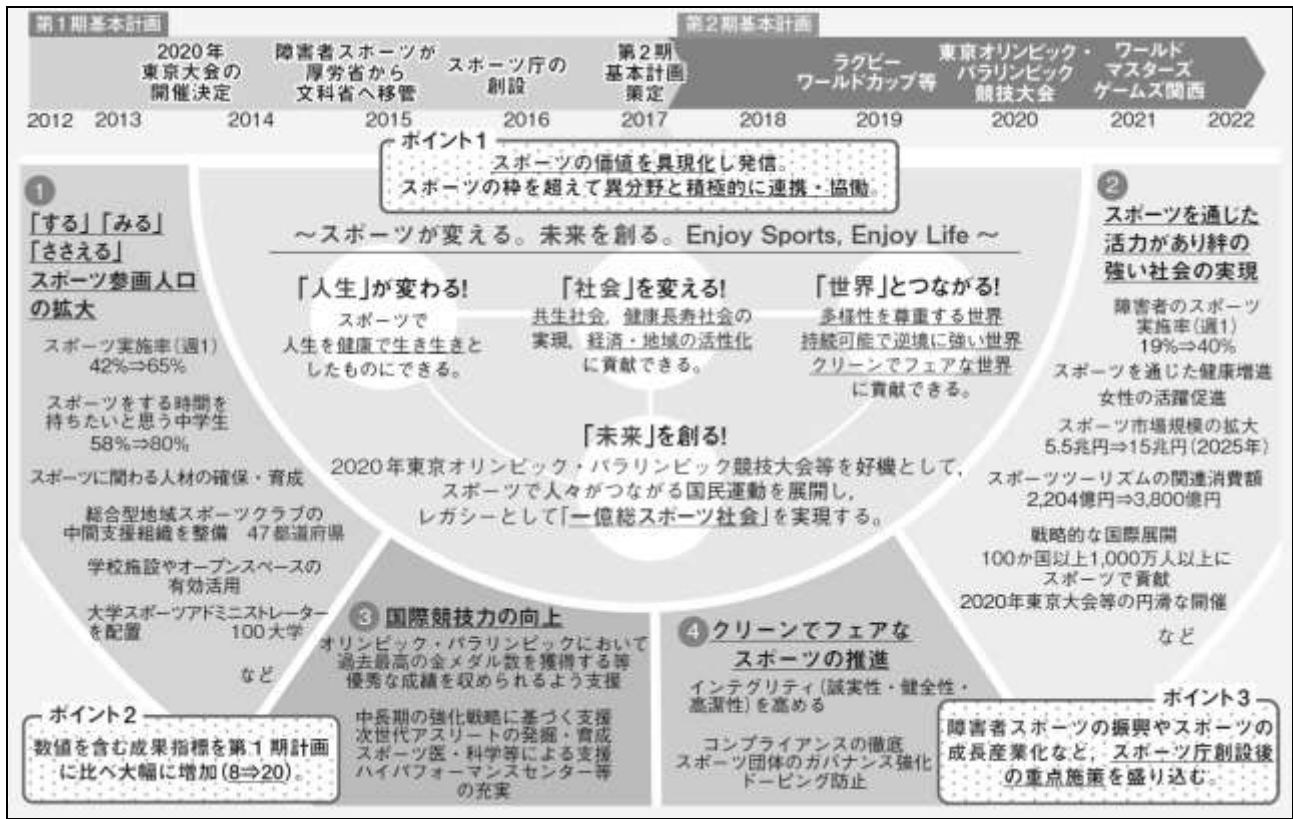 第1期基本計画
第2期基本計画
2020年
東京大会の
開催決定
障害者スポーツが
厚労省から
文科省へ移管
スポーツ庁の
創設
第2期
基本計画
策定
ラグビー
ワールドカップ等
東京オリンピック・
パラリンピック
競技大会
ワールド
マスターズ
ゲームズ関西
2012 2013 2014 2015 2016 2017 2018 2019 2020 2021 2022
ポイント1
スポーツの価値を具現化し発信。
スポーツの枠を超えて異分野と積極的に連携・協働。
1
「する」「みる」
「ささえる」
スポーツ参画人口
の拡大
スポーツ実施率(週1)
42%⇒65%
スポーツをする時間を
持ちたいと思う中学生
58%⇒80%
スポーツに関わる人材の確保・育成
総合型地域スポーツクラブの
中間支援組織を整備 47都道府県
学校施設やオープンスペースの
有効活用
大学スポーツアドミニストレーター
を配置 100大学
など
～スポーツが変える。未来を創る。Enjoy Sports, Enjoy Life～
「人生」が変わる!
スポーツで
人生を健康で生き生きと
したものにできる。
「社会」を変える!
共生社会、健康長寿社会の
実現、経済・地域の活性化
に貢献できる。
「世界」とつながる!
多様性を尊重する世界
持続可能で逆境に強い世界
クリーンでフェアな世界
に貢献できる。
「未来」を創る!
2020年東京オリンピック・パラリンピック競技大会等を好機として、
スポーツで人々がつながる国民運動を展開し、
レガシーとして「一億総スポーツ社会」を実現する。
2
スポーツを通じた
活力があり絆の
強い社会の実現
障害者のスポーツ
実施率(週1)
19%⇒40%
スポーツを通じた健康増進
女性の活躍促進
スポーツ市場規模の拡大
5.5兆円⇒15兆円(2025年)
スポーツツーリズムの関連消費額
2,204億円⇒3,800億円
戦略的な国際展開
100か国以上1,000万人以上に
スポーツで貢献
2020年東京大会等の円滑な開催
など
3 国際競技力の向上
オリンピック・パラリンピックにおいて
過去最高の金メダル数を獲得する等
優秀な成績を収められるよう支援
中長期の強化戦略に基づく支援
次世代アスリートの発掘・育成
スポーツ医・科学等による支援
ハイパフォーマンスセンター等
の充実
4 クリーンでフェアな
スポーツの推進
インテグリティ(誠実性・健全性・
高潔性)を高める
コンプライアンスの徹底
スポーツ団体のガバナンス強化
ドーピング防止
ポイント2
数値を含む成果指標を第1期計画
に比べ大幅に増加(8⇒20)。
ポイント3
障害者スポーツの振興やスポーツの
成長産業化など、スポーツ庁創設後
の重点施策を盛り込む。